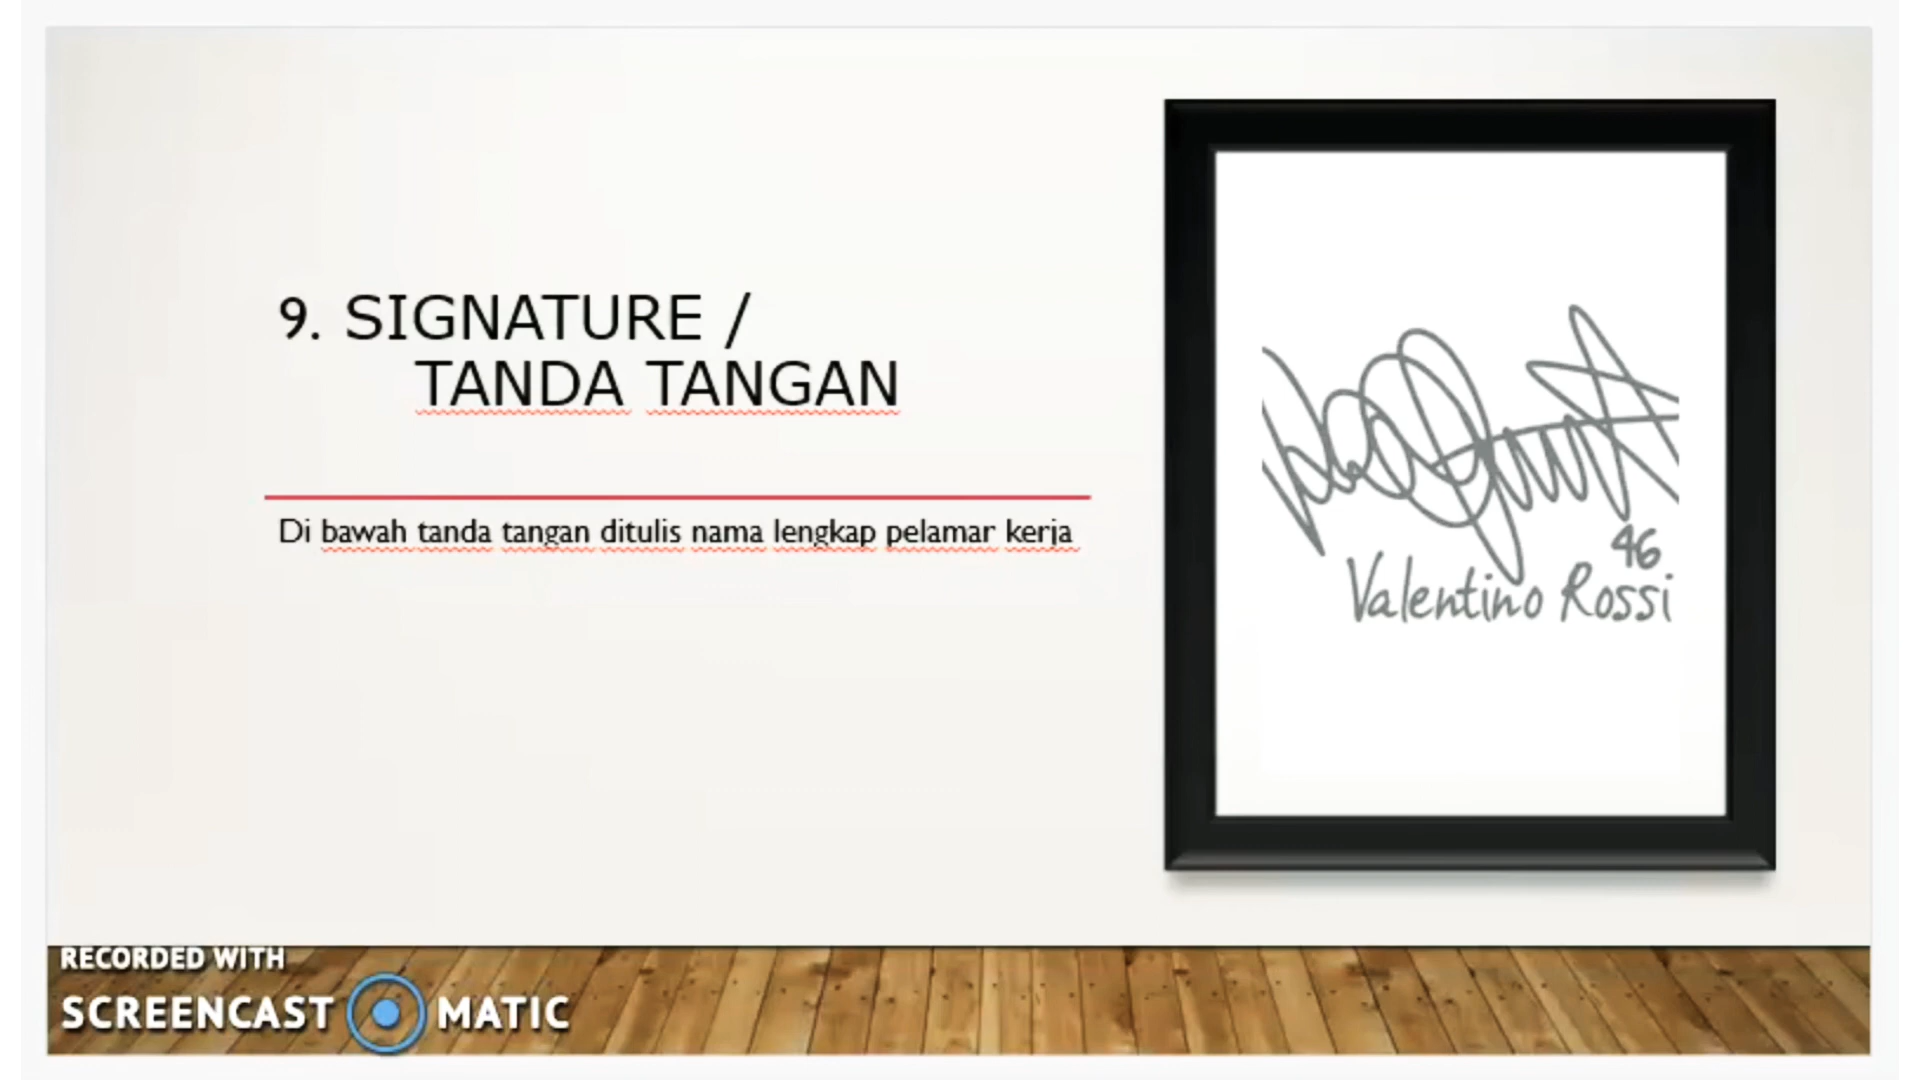 9. SIGNATURE /
TANDA TANGAN
Di bawah tanda tangan ditulis nama lengkap pelamar kerja
46
Valentino Rossi
RECORDED WITH
SCREENCAST MATIC